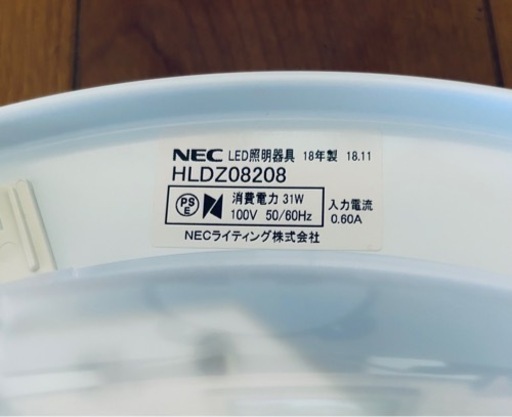 NEC LED照明器具 18年製 18.11
HLDZ08208
PSE 消費電力 31W 入力電流
100V 50/60Hz 0.60A
NECライティング株式会社